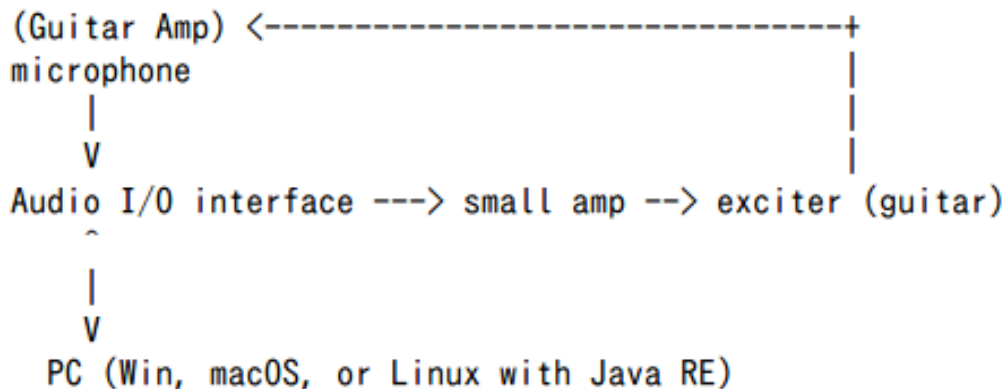 (Guitar Amp) <--------------------------------+
microphone                                    |
    |                                         |
    V                                         |
Audio I/O interface ---> small amp --> exciter (guitar)
    ^
    |
    V
  PC (Win, macOS, or Linux with Java RE)